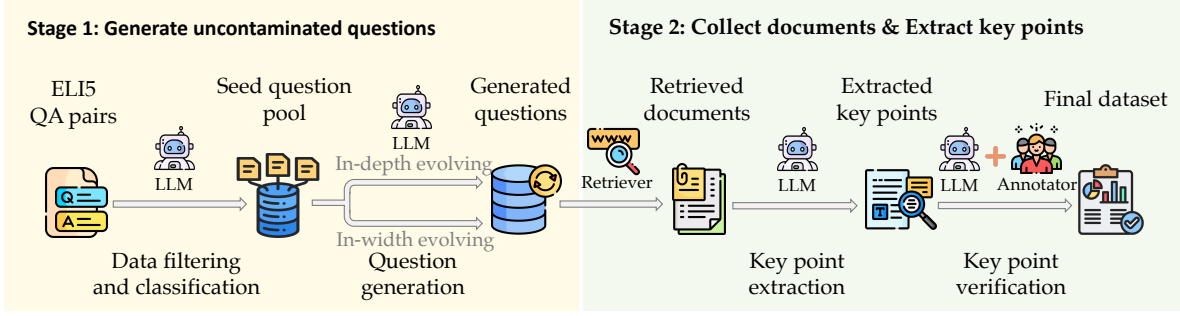 Stage 1: Generate uncontaminated questions
ELI5
QA pairs
LLM
Seed question
pool
LLM
Generated
questions
In-depth evolving
In-width evolving
Q
A
Data filtering
and classification
Question
generation
Stage 2: Collect documents & Extract key points
www
Retriever
Retrieved
documents
LLM
Extracted
key points
T
LLM
+
Annotator
Final dataset
Key point
extraction
Key point
verification